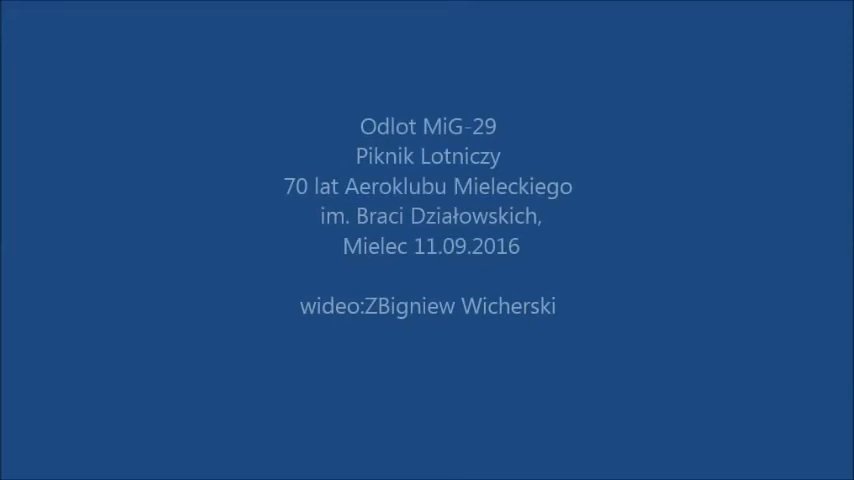 Odlot MiG-29
Piknik Lotniczy
70 lat Aeroklubu Mieleckiego
im. Braci Działowskich,
Mielec 11.09.2016
wideo:ZBigniew Wicherski